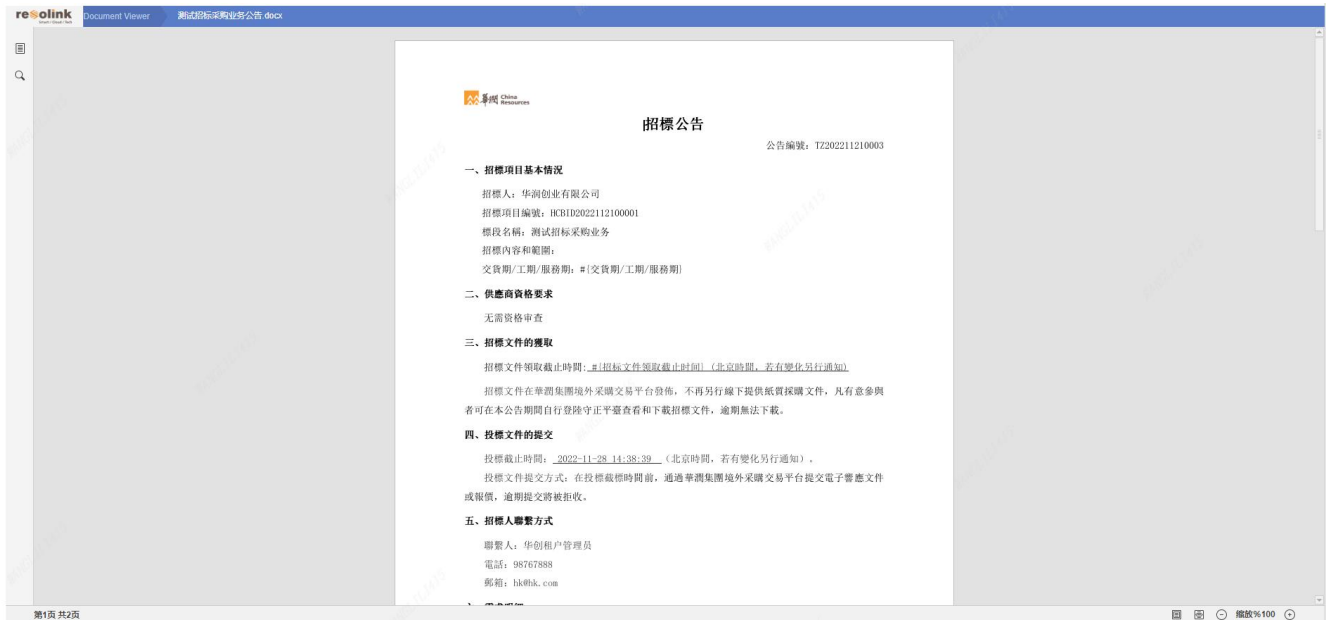 resolink
Document Viewer
测试招标采购业务公告.docx
華潤 China Resources
招標公告
公告編號：TZ202211210003
一、招標項目基本情況
招標人：华润创业有限公司
招標項目編號：HCBID2022112100001
標段名稱：测试招标采购业务
招標内容和範圍：
交貨期/工期/服務期：#{交貨期/工期/服務期}
二、供應商資格要求
无需资格审查
三、招標文件的獲取
招標文件領取截止時間：#{招标文件领取截止时间}（北京時間，若有變化另行通知）
招標文件在華潤集團境外采購交易平台發佈，不再另行線下提供紙質採購文件，凡有意參與
者可在本公告期間自行登陸守正平臺查看和下載招標文件，逾期無法下載。
四、投標文件的提交
投標截止時間：2022-11-28 14:38:39（北京時間，若有變化另行通知）.
投標文件提交方式：在投標截標時間前，通過華潤集團境外采購交易平台提交電子響應文件
或報價，逾期提交將被拒收。
五、招標人聯繫方式
聯繫人：华创租户管理员
電話：98767888
郵箱：hk@hk.com
第1页 共2页
缩放%100